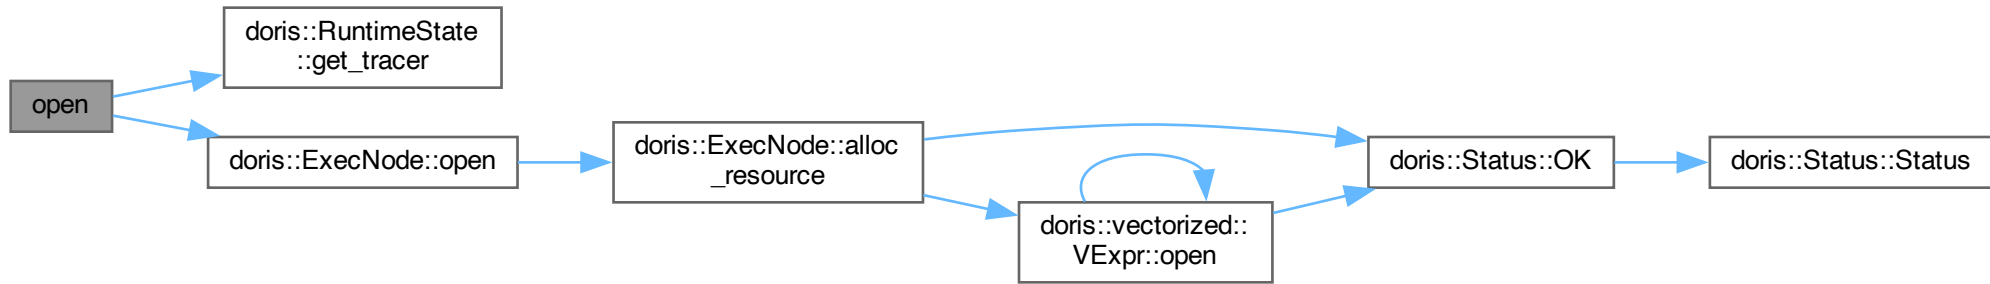 open
doris::RuntimeState
::get_tracer
doris::ExecNode::open
doris::ExecNode::alloc
_resource
doris::vectorized::
VExpr::open
doris::Status::OK
doris::Status::Status